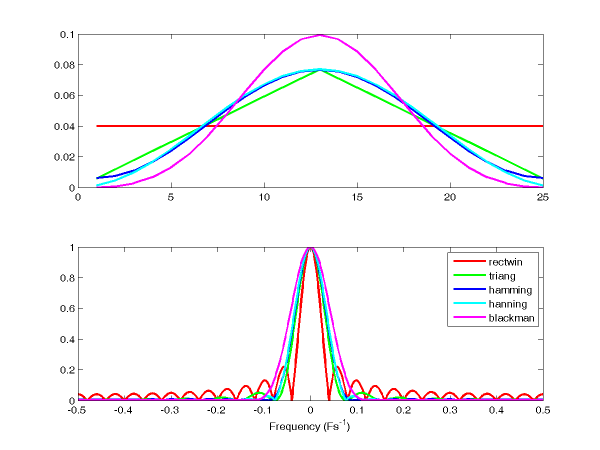 0.1
0.08
0.06
0.04
0.02
0
0 5 10 15 20 25
1
0.8
0.6
0.4
0.2
0
rectwin
triang
hamming
hanning
blackman
-0.5 -0.4 -0.3 -0.2 -0.1 0 0.1 0.2 0.3 0.4 0.5
Frequency (Fs⁻¹)